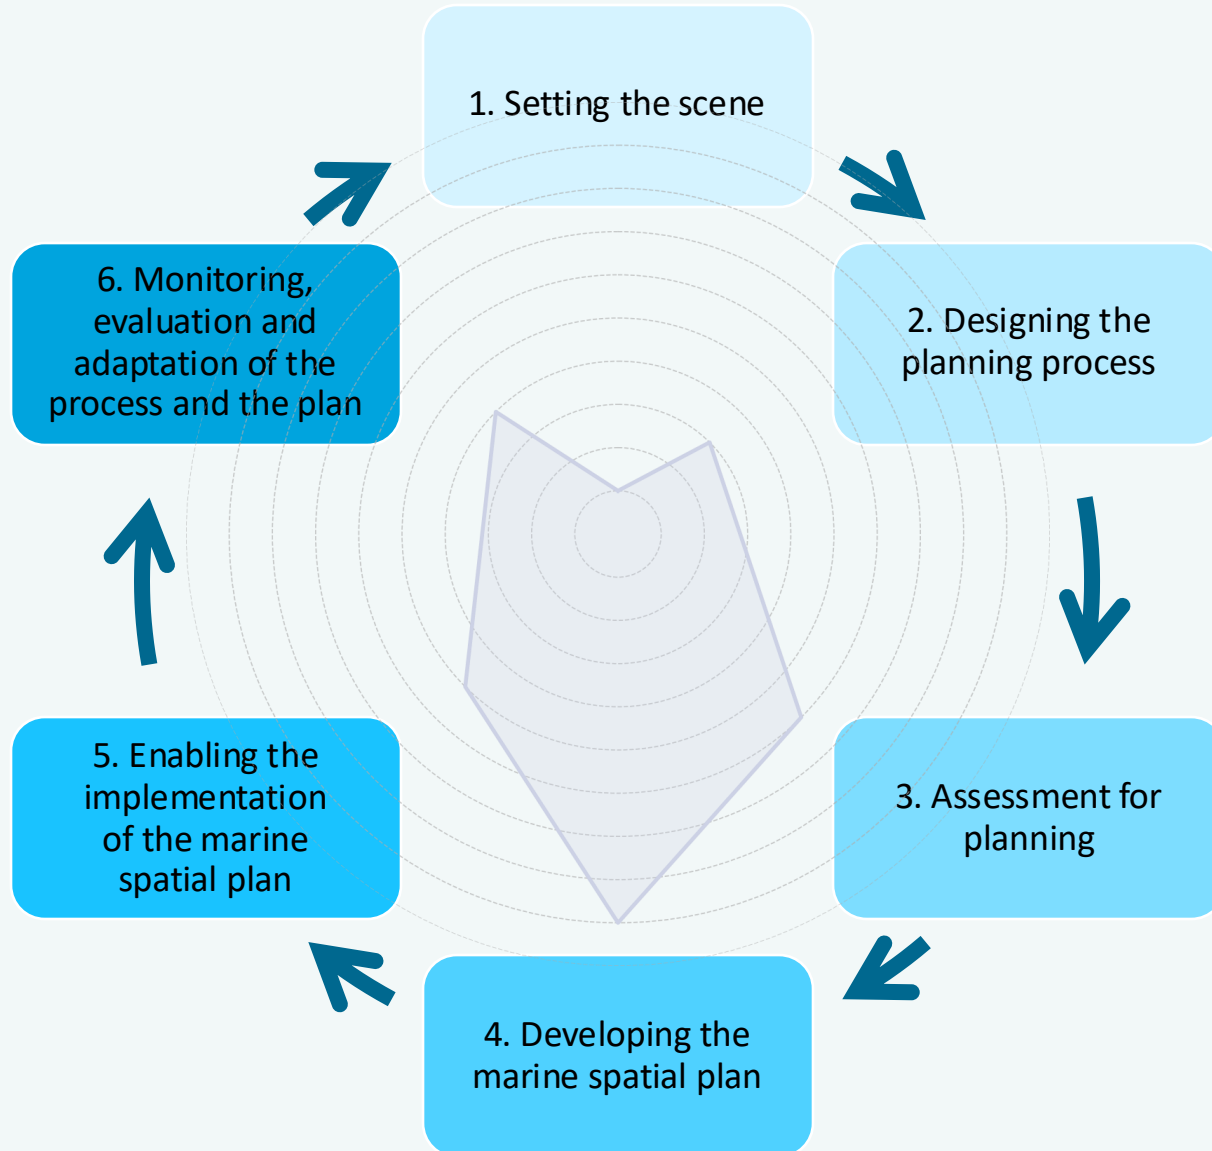 1. Setting the scene
2. Designing the
planning process
3. Assessment for
planning
4. Developing the
marine spatial plan
5. Enabling the
implementation
of the marine
spatial plan
6. Monitoring,
evaluation and
adaptation of the
process and the plan